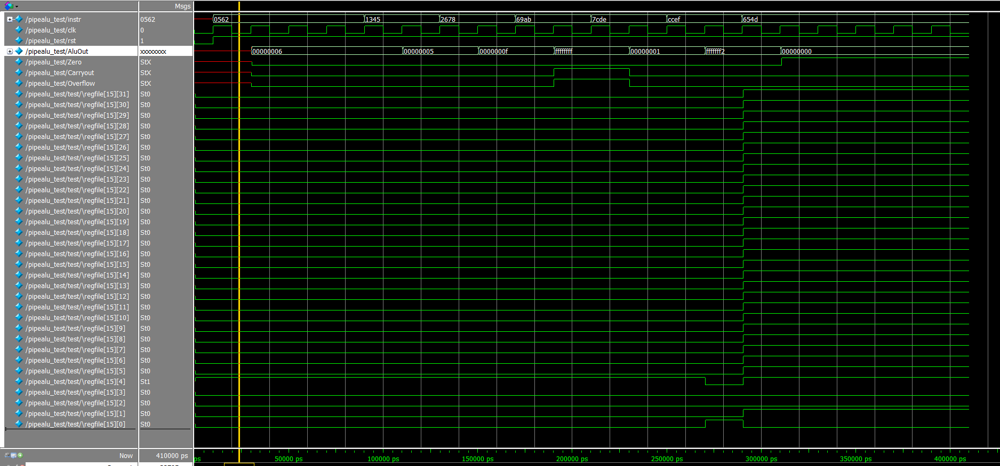 Msgs
/pipealu_test/instr 0562 0562 1345 2678 69ab 7cde ccef 654d
/pipealu_test/clk 0
/pipealu_test/rst 1
/pipealu_test/AluOut xxxxxxxx 00000006 00000005 0000000f ffffffff 00000001 fffffff2 00000000
/pipealu_test/Zero StX
/pipealu_test/Carryout StX
/pipealu_test/Overflow StX
/pipealu_test/test/\regfile[15][31] St0
/pipealu_test/test/\regfile[15][30] St0
/pipealu_test/test/\regfile[15][29] St0
/pipealu_test/test/\regfile[15][28] St0
/pipealu_test/test/\regfile[15][27] St0
/pipealu_test/test/\regfile[15][26] St0
/pipealu_test/test/\regfile[15][25] St0
/pipealu_test/test/\regfile[15][24] St0
/pipealu_test/test/\regfile[15][23] St0
/pipealu_test/test/\regfile[15][22] St0
/pipealu_test/test/\regfile[15][21] St0
/pipealu_test/test/\regfile[15][20] St0
/pipealu_test/test/\regfile[15][19] St0
/pipealu_test/test/\regfile[15][18] St0
/pipealu_test/test/\regfile[15][17] St0
/pipealu_test/test/\regfile[15][16] St0
/pipealu_test/test/\regfile[15][15] St0
/pipealu_test/test/\regfile[15][14] St0
/pipealu_test/test/\regfile[15][13] St0
/pipealu_test/test/\regfile[15][12] St0
/pipealu_test/test/\regfile[15][11] St0
/pipealu_test/test/\regfile[15][10] St0
/pipealu_test/test/\regfile[15][9] St0
/pipealu_test/test/\regfile[15][8] St0
/pipealu_test/test/\regfile[15][7] St0
/pipealu_test/test/\regfile[15][6] St0
/pipealu_test/test/\regfile[15][5] St0
/pipealu_test/test/\regfile[15][4] St1
/pipealu_test/test/\regfile[15][3] St0
/pipealu_test/test/\regfile[15][2] St0
/pipealu_test/test/\regfile[15][1] St0
/pipealu_test/test/\regfile[15][0] St0
Now 410000 ps ps 50000 ps 100000 ps 150000 ps 200000 ps 250000 ps 300000 ps 350000 ps 400000 ps